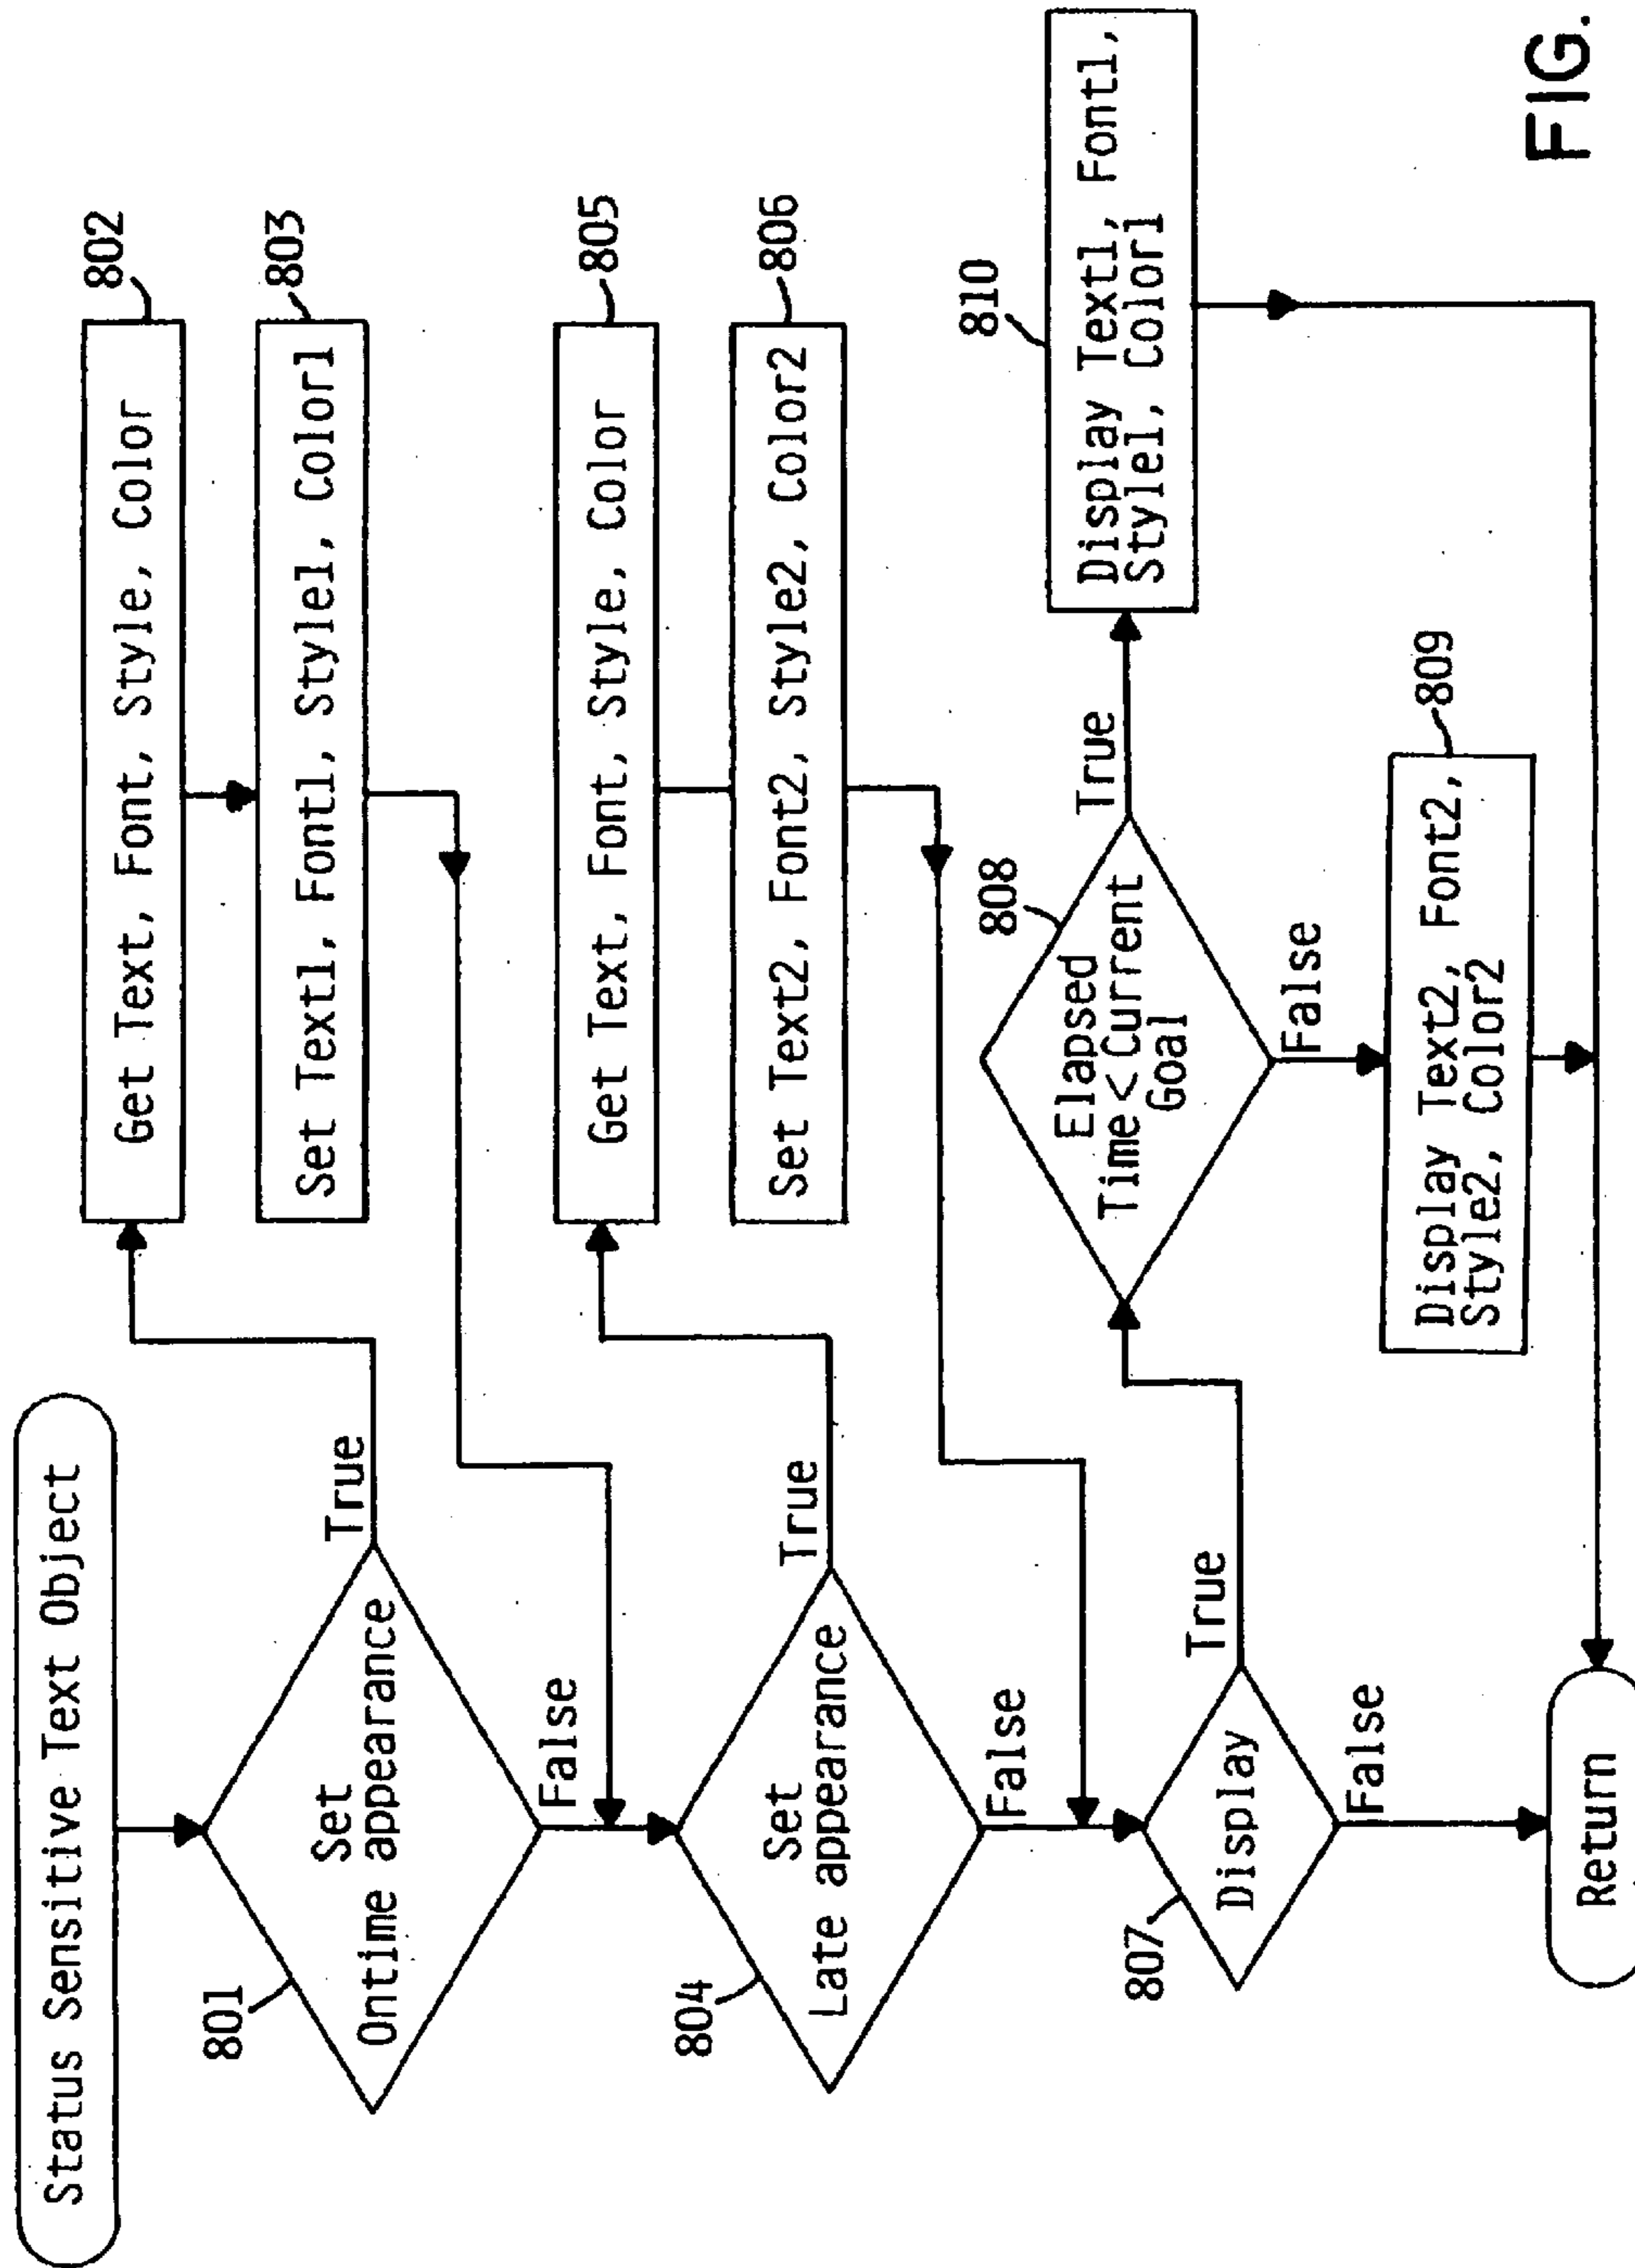 Status Sensitive Text Object
801
Set
Ontime appearance
True
False
802
Get Text, Font, Style, Color
803
Set Text1, Font1, Style1, Color1
804
Set
Late appearance
True
False
805
Get Text, Font, Style, Color
806
Set Text2, Font2, Style2, Color2
807
Display
True
False
808
Elapsed
Time < Current
Goal
True
False
810
Display Text1, Font1,
Style1, Color1
809
Display Text2, Font2,
Style2, Color2
Return
FIG.